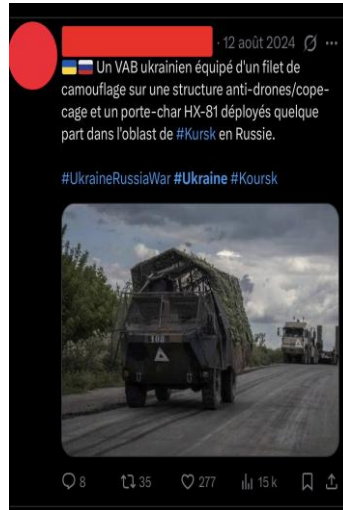 · 12 août 2024
🇺🇦🇷🇺 Un VAB ukrainien équipé d'un filet de
camouflage sur une structure anti-drones/cope-
cage et un porte-char HX-81 déployés quelque
part dans l'oblast de #Kursk en Russie.
#UkraineRussiaWar #Ukraine #Koursk
108
8 35 277 15 k